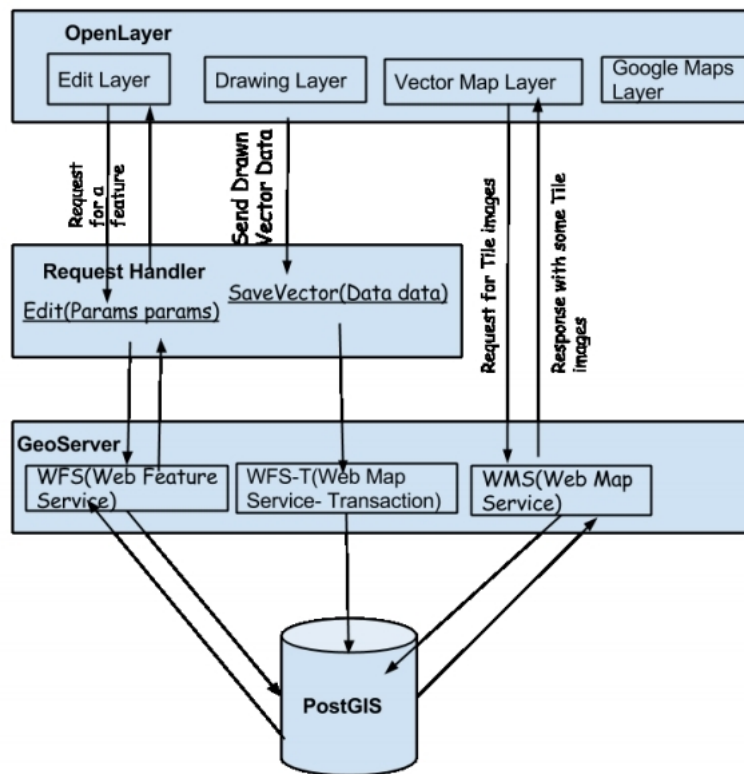 OpenLayer
Edit Layer
Drawing Layer
Vector Map Layer
Google Maps
Layer
Request
for a
feature
Send Drawn
Vector Data
Request for Tile images
Response with some Tile
images
Request Handler
Edit(Params params)
SaveVector(Data data)
GeoServer
WFS(Web Feature
Service)
WFS-T(Web Map
Service- Transaction)
WMS(Web Map
Service)
PostGIS